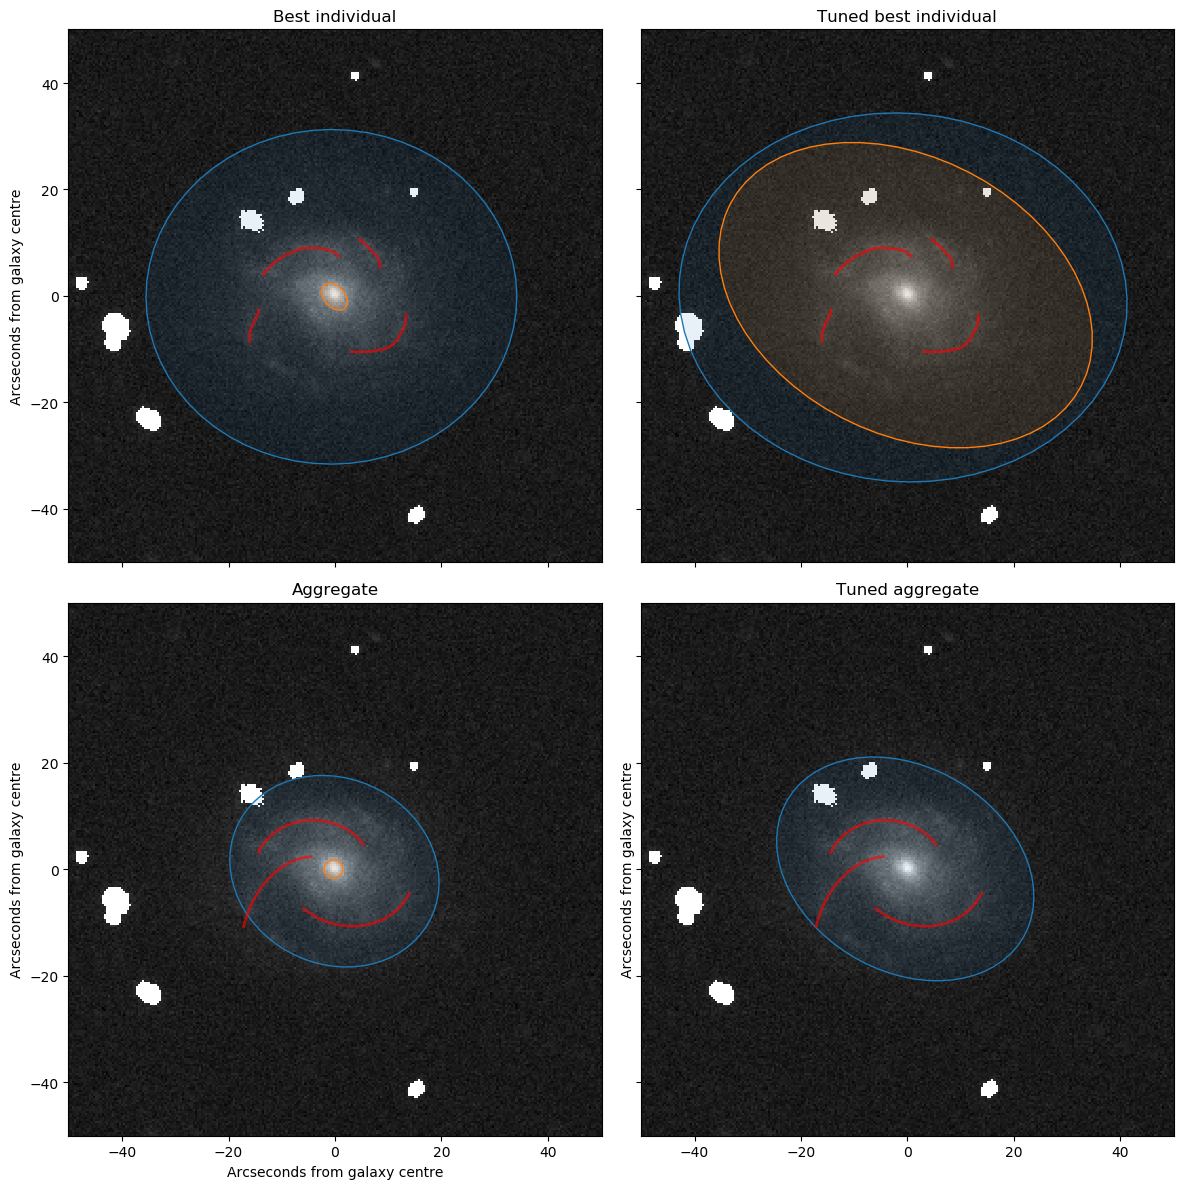 Best individual
Tuned best individual
40
20
0
−20
−40
Arcseconds from galaxy centre
Aggregate
Tuned aggregate
40
20
0
−20
−40
Arcseconds from galaxy centre
Arcseconds from galaxy centre
−40 −20 0 20 40
−40 −20 0 20 40
Arcseconds from galaxy centre